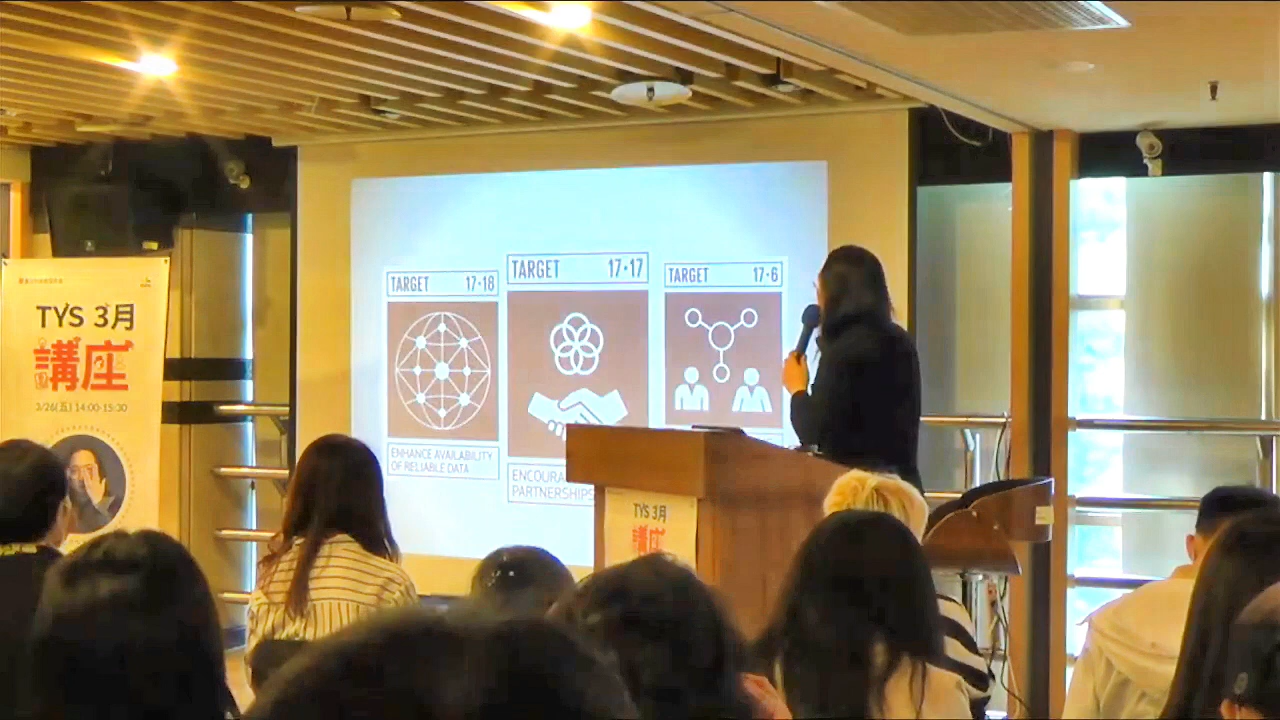 TYS 3月
講座
3/26(五) 14:00-15:30
TARGET 17·18
ENHANCE AVAILABILITY
OF RELIABLE DATA
TARGET 17·17
ENCOURA
PARTNERSHIPS
TARGET 17·6
TYS 3月
講座